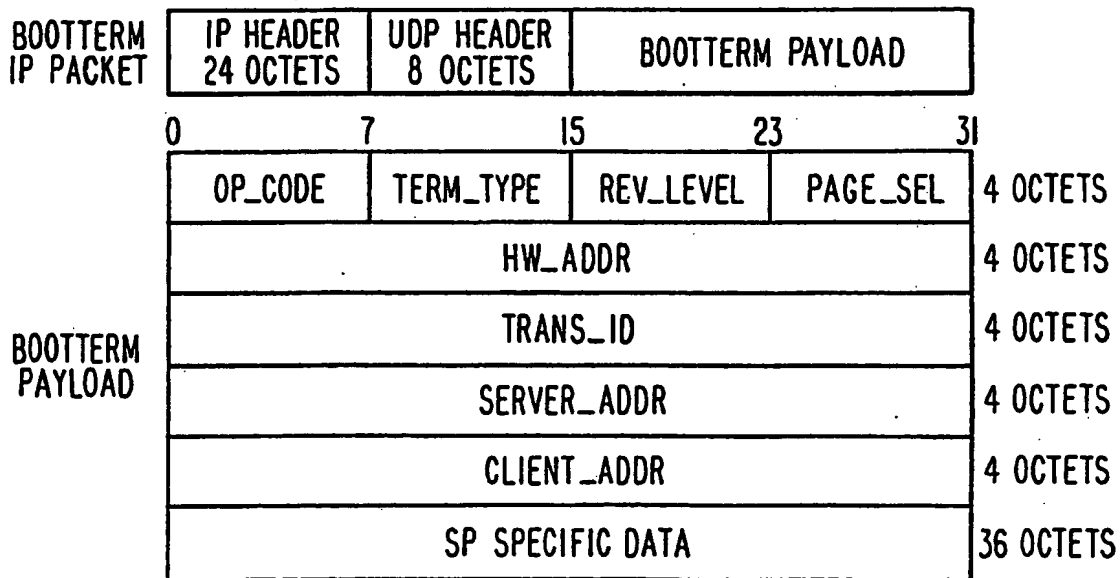 BOOTTERM IP PACKET
IP HEADER 24 OCTETS
UDP HEADER 8 OCTETS
BOOTTERM PAYLOAD
0 7 15 23 31
OP_CODE TERM_TYPE REV_LEVEL PAGE_SEL 4 OCTETS
HW_ADDR 4 OCTETS
TRANS_ID 4 OCTETS
BOOTTERM PAYLOAD
SERVER_ADDR 4 OCTETS
CLIENT_ADDR 4 OCTETS
SP SPECIFIC DATA 36 OCTETS